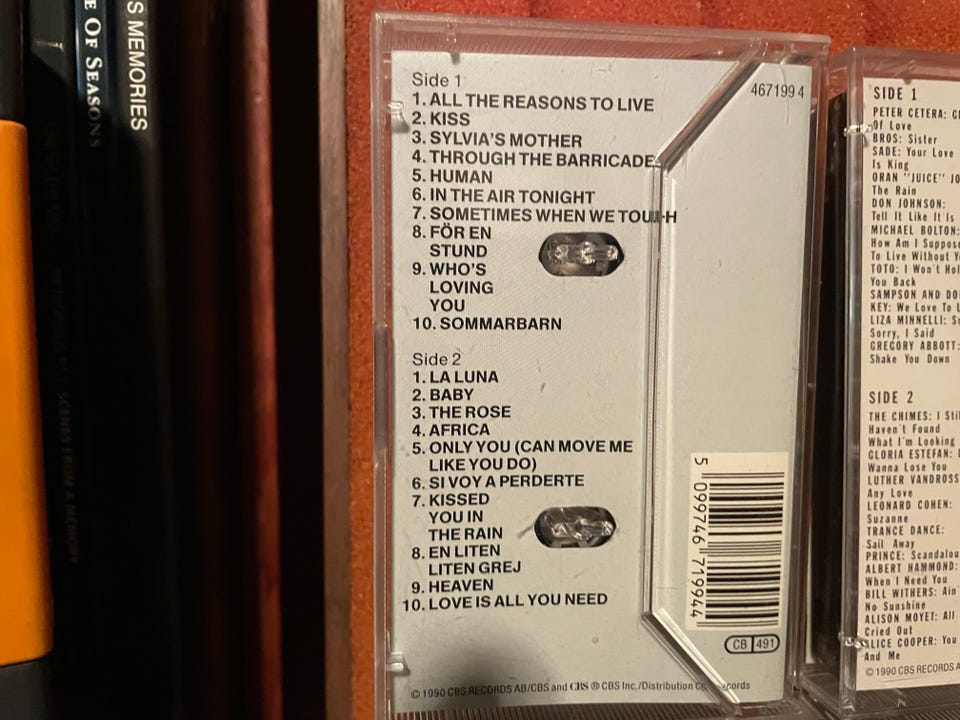 S MEMORIES
E OF SEASONS
Side 1
1. ALL THE REASONS TO LIVE
2. KISS
3. SYLVIA'S MOTHER
4. THROUGH THE BARRICADES
5. HUMAN
6. IN THE AIR TONIGHT
7. SOMETIMES WHEN WE TOUCH
8. FÖR EN
STUND
9. WHO'S
LOVING
YOU
10. SOMMARBARN
Side 2
1. LA LUNA
2. BABY
3. THE ROSE
4. AFRICA
5. ONLY YOU (CAN MOVE ME
LIKE YOU DO)
6. SI VOY A PERDERTE
7. KISSED
YOU IN
THE RAIN
8. EN LITEN
LITEN GREJ
9. HEAVEN
10. LOVE IS ALL YOU NEED
467199 4
5 099746 719944
CB 491
© 1990 CBS RECORDS AB/CBS and CBS ® CBS Inc./Distribution
SIDE 1
PETER CETERA:
Of Love
BROS: Sister
SADE: Your Love
Is King
ORAN "JUICE" JO
The Rain
DON JOHNSON:
Tell It Like It Is
MICHAEL BOLTON:
How Am I Suppose
To Live Without Y
TOTO: I Won't Hol
You Back
SAMPSON AND DO
KEY: We Love To L
LIZA MINNELLI: So
Sorry, I Said
GREGORY ABBOTT:
Shake You Down
SIDE 2
THE CHIMES: I Stil
Haven't Found
What I'm Looking
GLORIA ESTEFAN:
Wanna Lose You
LUTHER VANDROSS
Any Love
LEONARD COHEN:
Suzanne
TRANCE DANCE:
Sail Away
PRINCE: Scandalou
ALBERT HAMMOND:
When I Need You
BILL WITHERS: Ain'
No Sunshine
ALISON MOYET: All
Cried Out
ALICE COOPER: You
And Me
© 1990 CBS RECORDS A